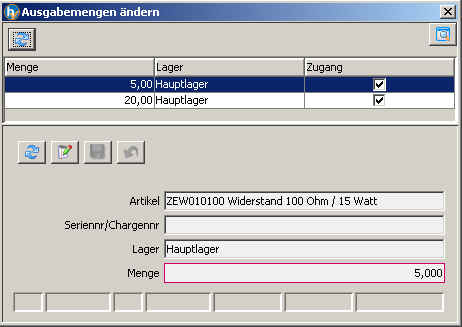 Ausgabemengen ändern
Menge Lager Zugang
5,00 Hauptlager
20,00 Hauptlager
Artikel ZEW010100 Widerstand 100 Ohm / 15 Watt
Seriennr/Chargennr
Lager Hauptlager
Menge 5,000